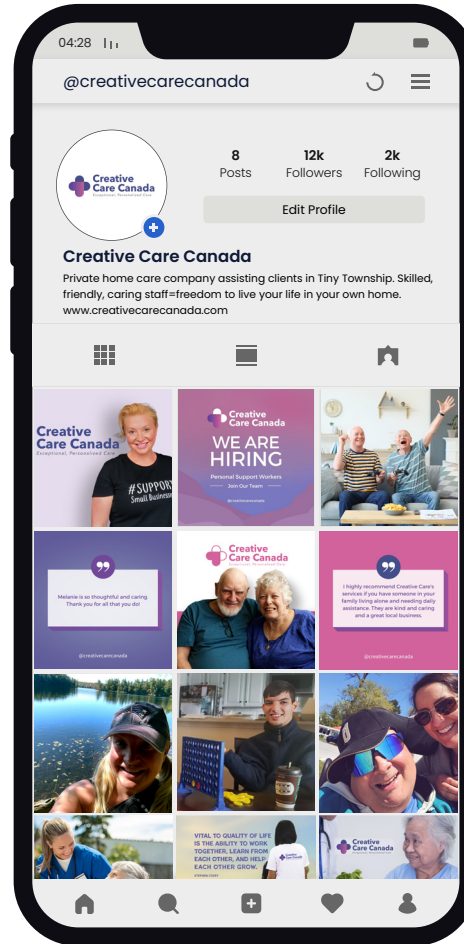 04:28
@creativecarecanada
Creative
Care Canada
Exceptional, Personalized Care
8
Posts
12k
Followers
2k
Following
Edit Profile
Creative Care Canada
Private home care company assisting clients in Tiny Township. Skilled,
friendly, caring staff=freedom to live your life in your own home.
www.creativecarecanada.com
Creative
Care Canada
Exceptional, Personalized Care
#SUPPORT
Small Business
Creative
Care Canada
WE ARE
HIRING
Personal Support Workers
Join Our Team
@creativecarecanada
Melanie is so thoughtful and caring.
Thank you for all that you do!
@creativecarecanada
Creative
Care Canada
Exceptional, Personalized Care
I highly recommend Creative Care's
services if you have someone in your
family living alone and needing daily
assistance. They are kind and caring
and a great local business.
@creativecarecanada
VITAL TO QUALITY OF LIFE
IS THE ABILITY TO WORK
TOGETHER, LEARN FROM
EACH OTHER, AND HELP
EACH OTHER GROW.
Creative
Care Canada
Creative
Care Canada